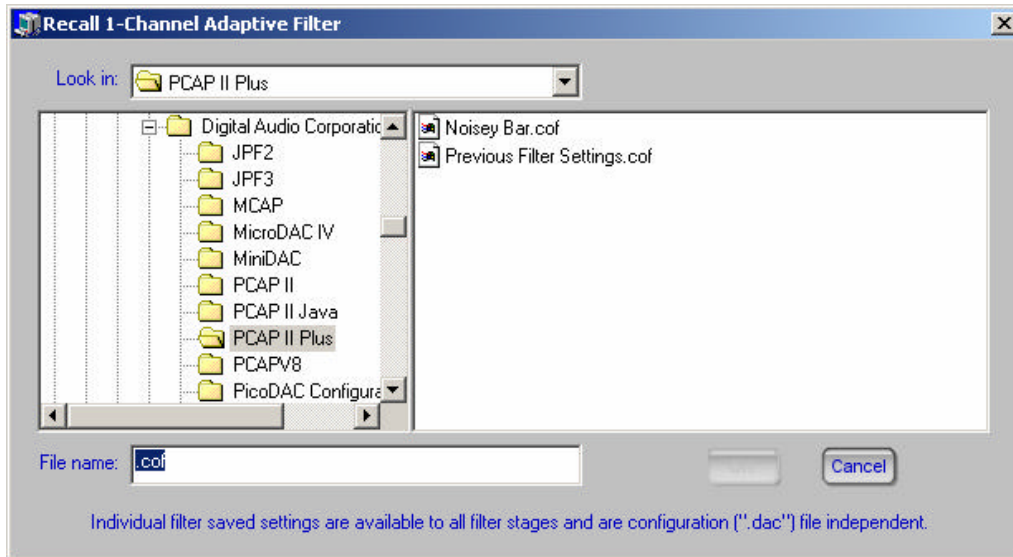 Recall 1-Channel Adaptive Filter
Look in: PCAP II Plus
Digital Audio Corporatic
JPF2
JPF3
MCAP
MicroDAC IV
MiniDAC
PCAP II
PCAP II Java
PCAP II Plus
PCAPV8
PicoDAC Configura
Noisey Bar.cof
Previous Filter Settings.cof
File name: .cof
Cancel
Individual filter saved settings are available to all filter stages and are configuration (".dac") file independent.